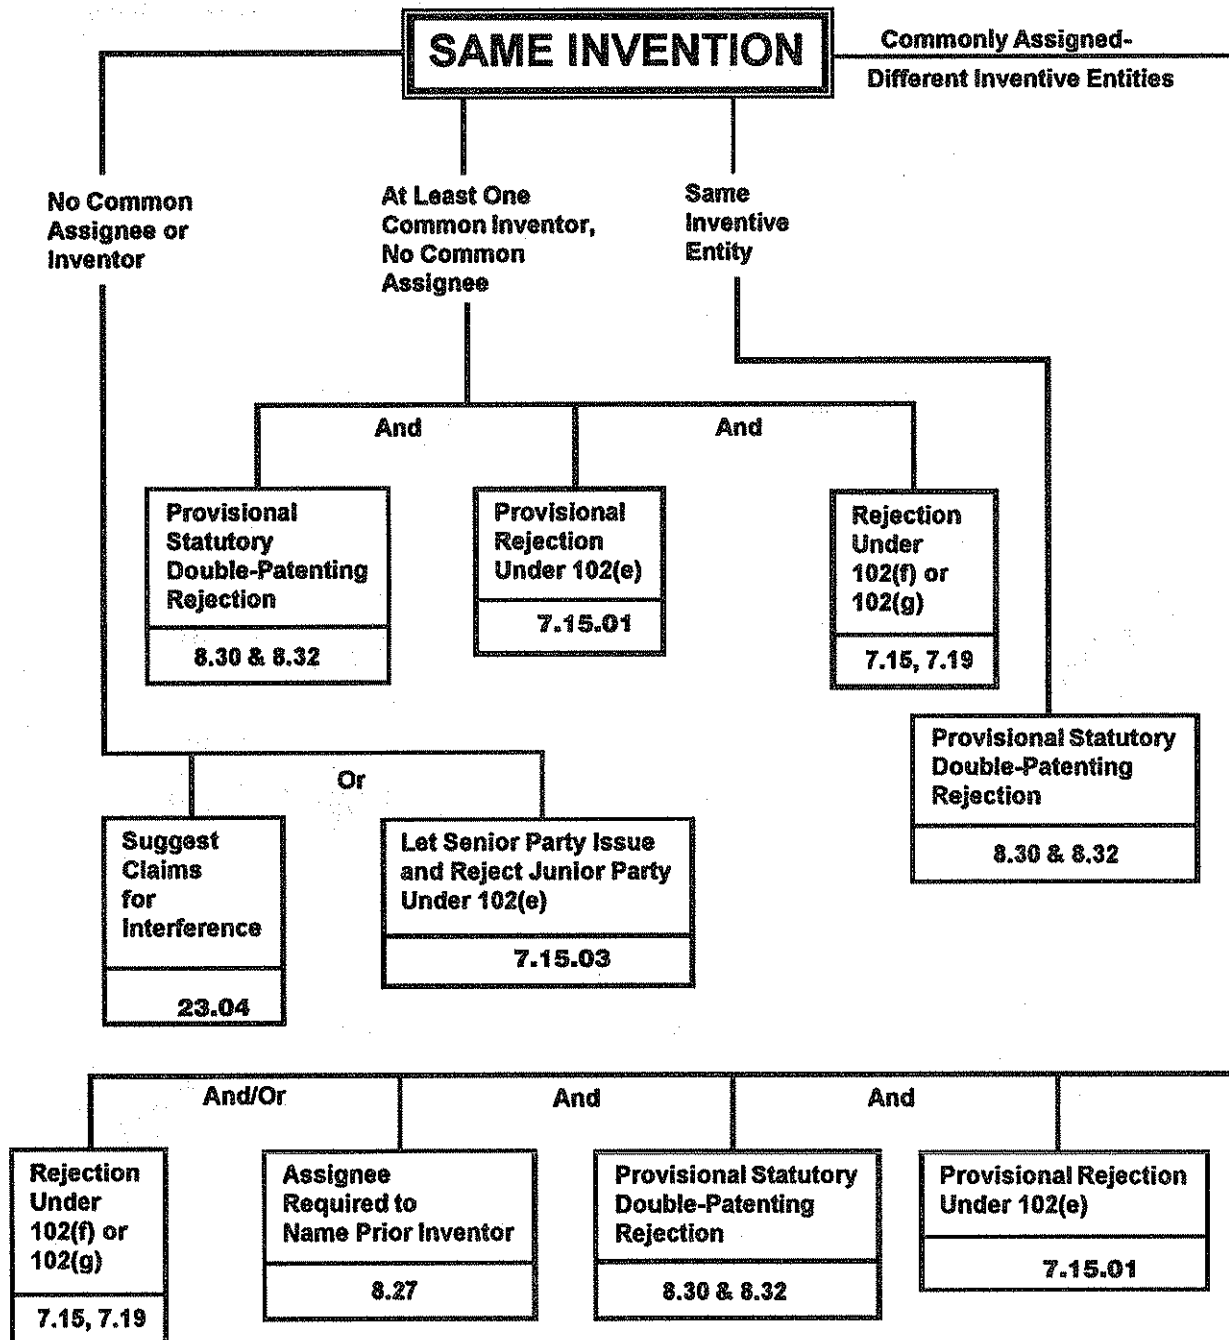 SAME INVENTION
Commonly Assigned-
Different Inventive Entities
No Common
Assignee or
Inventor
At Least One
Common Inventor,
No Common
Assignee
Same
Inventive
Entity
And
And
Provisional
Statutory
Double-Patenting
Rejection
8.30 & 8.32
Provisional
Rejection
Under 102(e)
7.15.01
Rejection
Under
102(f) or
102(g)
7.15, 7.19
Provisional Statutory
Double-Patenting
Rejection
8.30 & 8.32
Or
Suggest
Claims
for
Interference
23.04
Let Senior Party Issue
and Reject Junior Party
Under 102(e)
7.15.03
And/Or
And
And
Rejection
Under
102(f) or
102(g)
7.15, 7.19
Assignee
Required to
Name Prior Inventor
8.27
Provisional Statutory
Double-Patenting
Rejection
8.30 & 8.32
Provisional Rejection
Under 102(e)
7.15.01